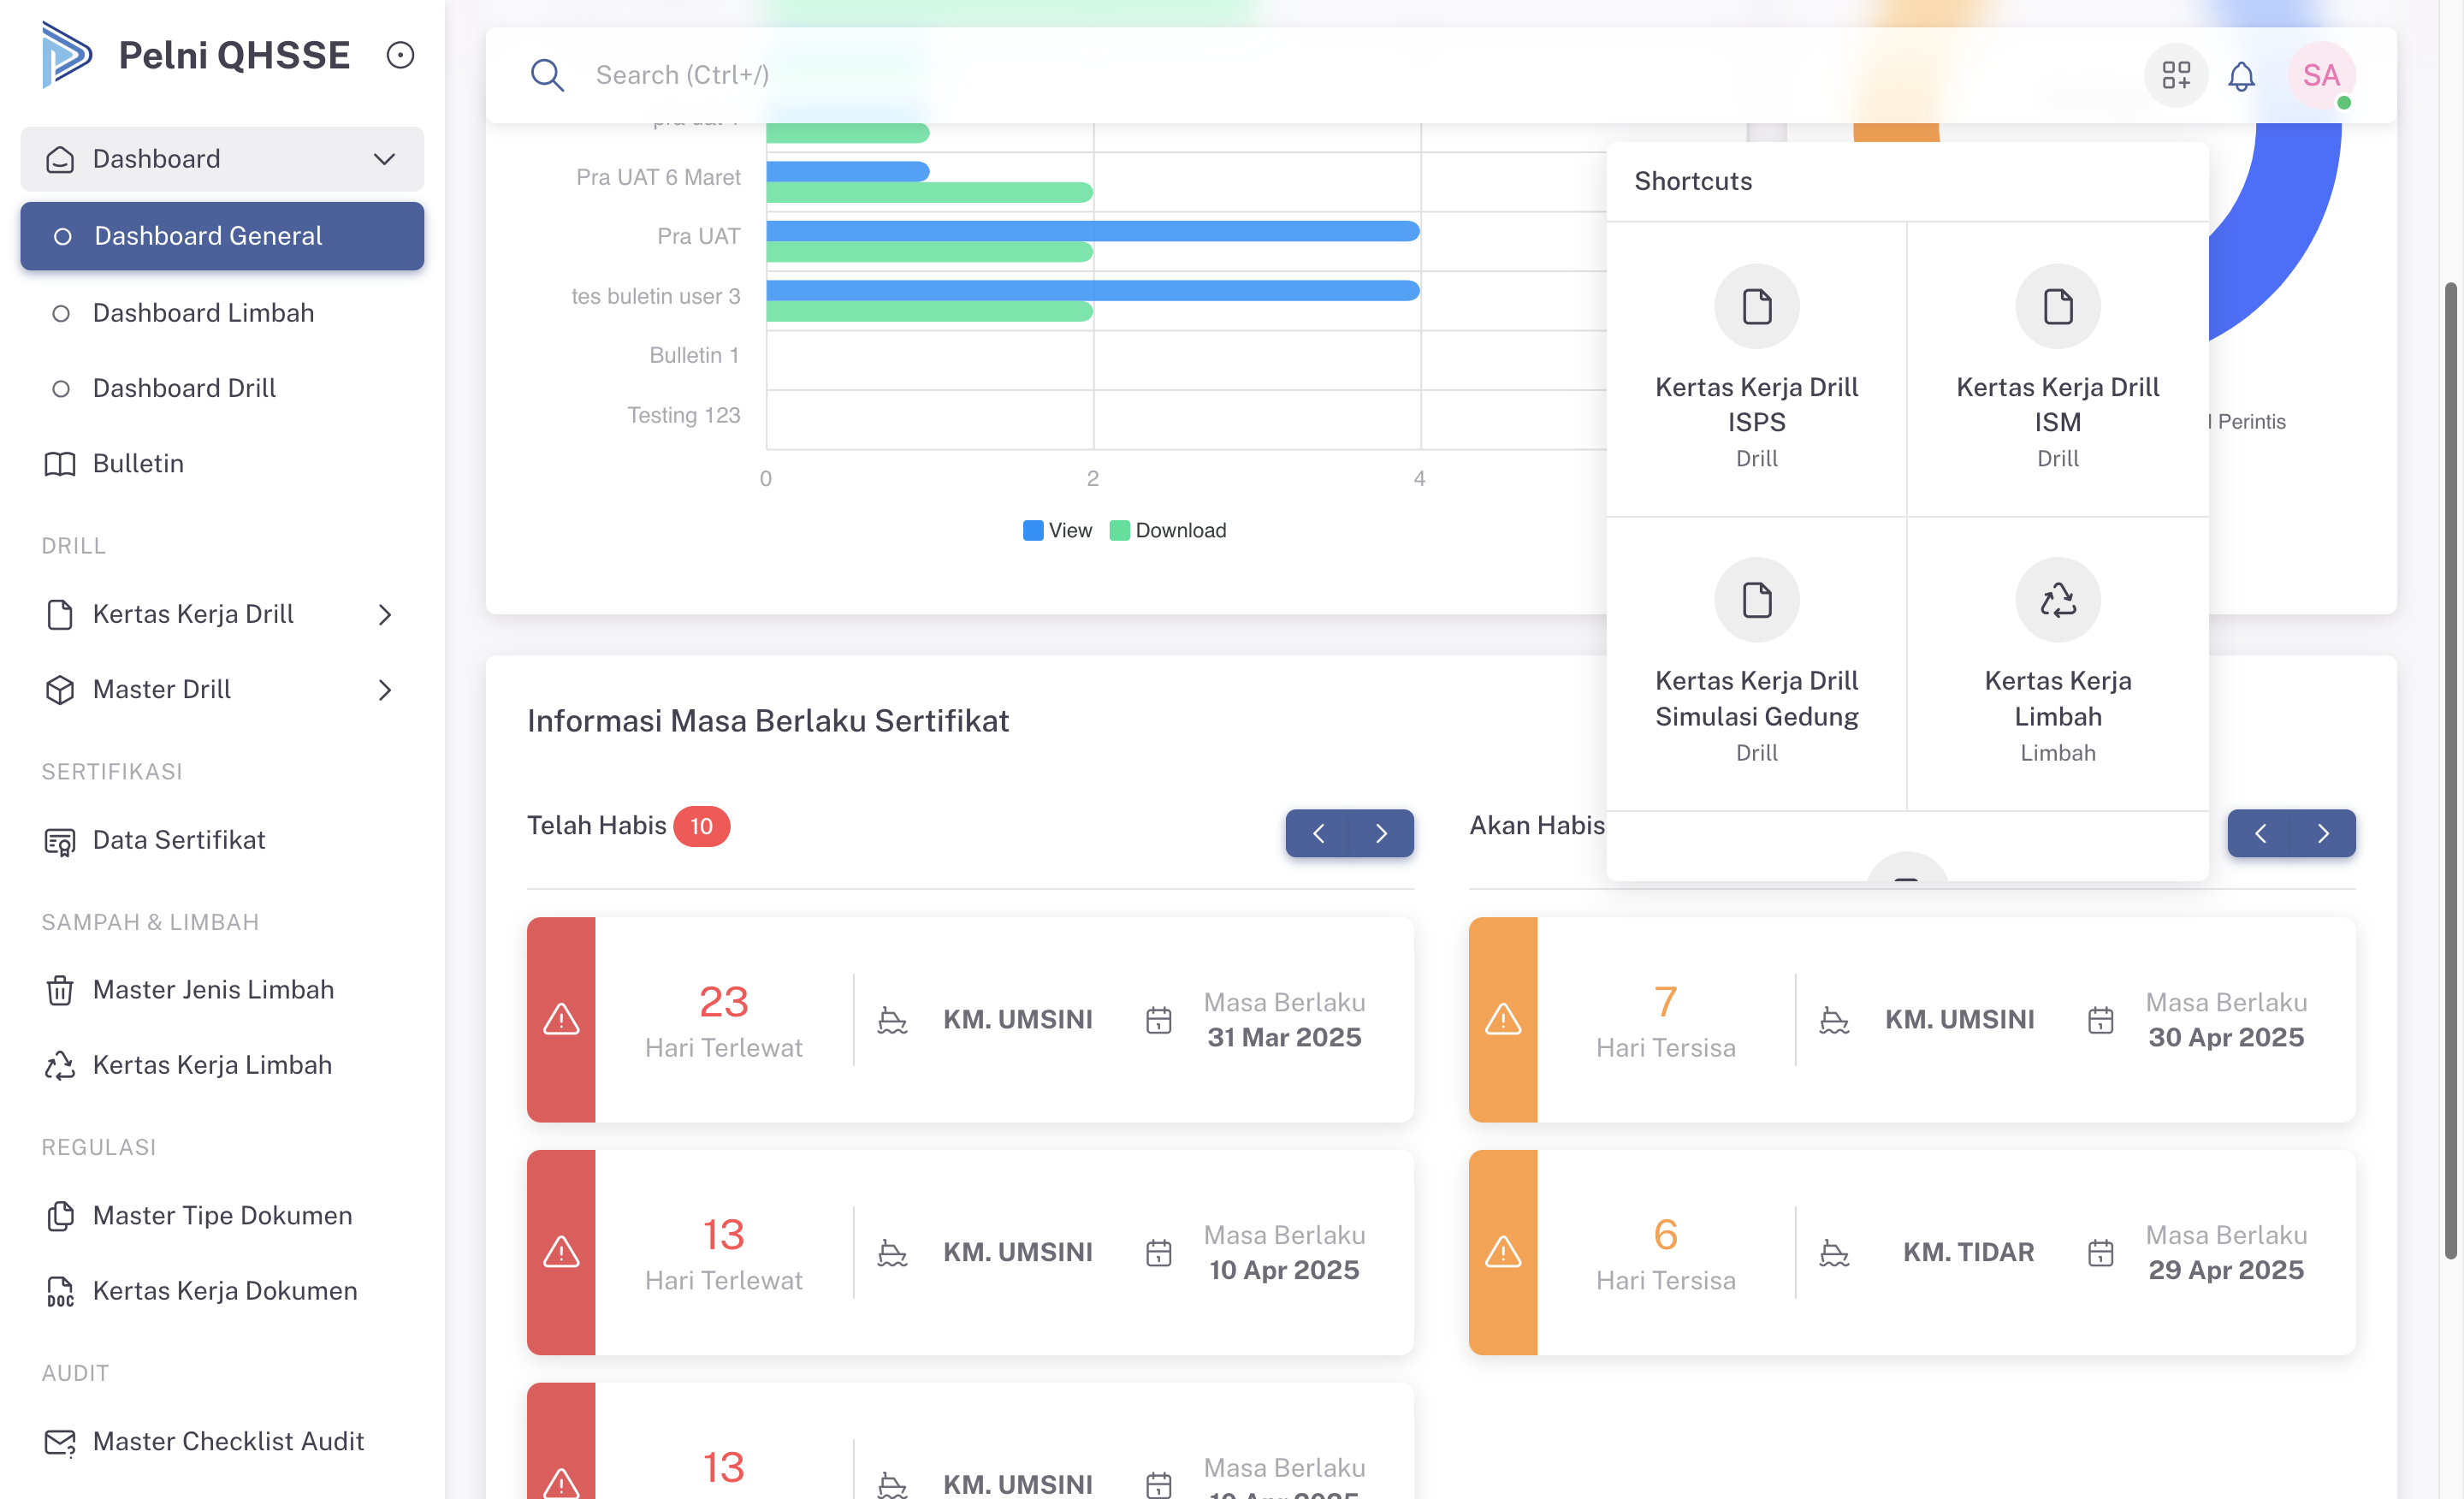 Pelni QHSSE
Dashboard
Dashboard General
Dashboard Limbah
Dashboard Drill
Bulletin
DRILL
Kertas Kerja Drill
Master Drill
SERTIFIKASI
Data Sertifikat
SAMPAH & LIMBAH
Master Jenis Limbah
Kertas Kerja Limbah
REGULASI
Master Tipe Dokumen
Kertas Kerja Dokumen
DOC
AUDIT
Master Checklist Audit
Search (Ctrl+/)
SA
Pra UAT 6 Maret
Pra UAT
tes buletin user 3
Bulletin 1
Testing 123
0 2 4
View Download
Shortcuts
Kertas Kerja Drill
ISPS
Drill
Kertas Kerja Drill
ISM
Drill
Kertas Kerja Drill
Simulasi Gedung
Drill
Kertas Kerja
Limbah
Limbah
Perintis
Informasi Masa Berlaku Sertifikat
Telah Habis 10
23
Hari Terlewat
KM. UMSINI
Masa Berlaku
31 Mar 2025
13
Hari Terlewat
KM. UMSINI
Masa Berlaku
10 Apr 2025
13
KM. UMSINI
Masa Berlaku
10 Apr 2025
Akan Habis
7
Hari Tersisa
KM. UMSINI
Masa Berlaku
30 Apr 2025
6
Hari Tersisa
KM. TIDAR
Masa Berlaku
29 Apr 2025